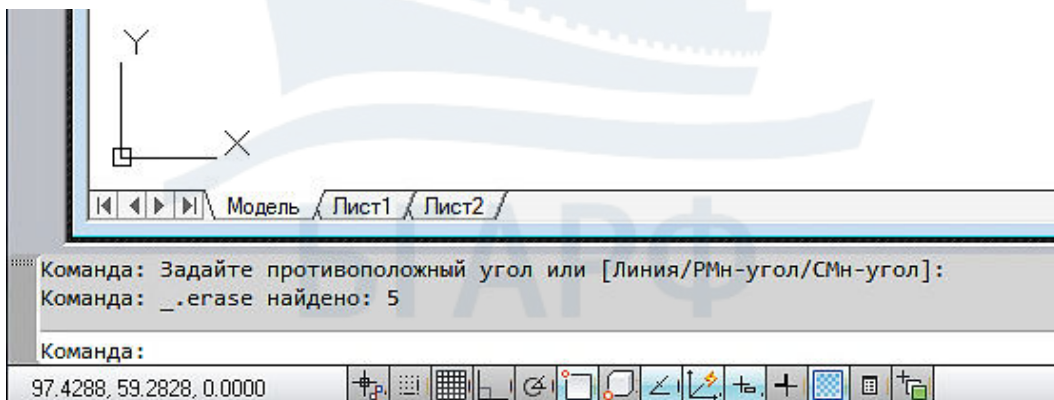 Y
X
Модель Лист1 Лист2
БГАРФ
Команда: Задайте противоположный угол или [Линия/РМн-угол/СМн-угол]:
Команда: _.erase найдено: 5
Команда:
97.4288, 59.2828, 0.0000